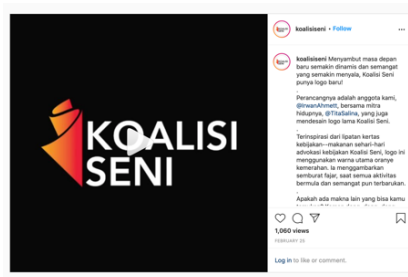 KOALISI
SENI
koalisiseni • Follow
koalisiseni Menyambut masa depan
baru semakin dinamis dan semangat
yang semakin menyala, Koalisi Seni
punya logo baru!
.
Perancangnya adalah anggota kami,
@IrwanAhmett, bersama mitra
hidupnya, @TitaSalina, yang juga
mendesain logo lama Koalisi Seni.
.
Terinspirasi dari lipatan kertas
kebijakan--makanan sehari-hari
advokasi kebijakan Koalisi Seni, logo ini
menggunakan warna utama oranye
kemerahan. Ia menggambarkan
semburat fajar, saat semua aktivitas
bermula dan semangat pun terbarukan.
.
Apakah ada makna lain yang bisa kamu
1,060 views
FEBRUARY 28
Log in to like or comment.